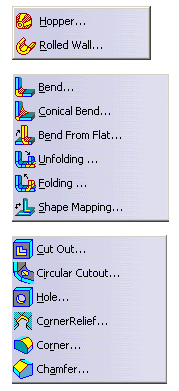 Hopper...
Rolled Wall...
Bend...
Conical Bend...
Bend From Flat...
Unfolding ...
Folding ...
Shape Mapping...
Cut Out...
Circular Cutout...
Hole...
CornerRelief...
Corner...
Chamfer...